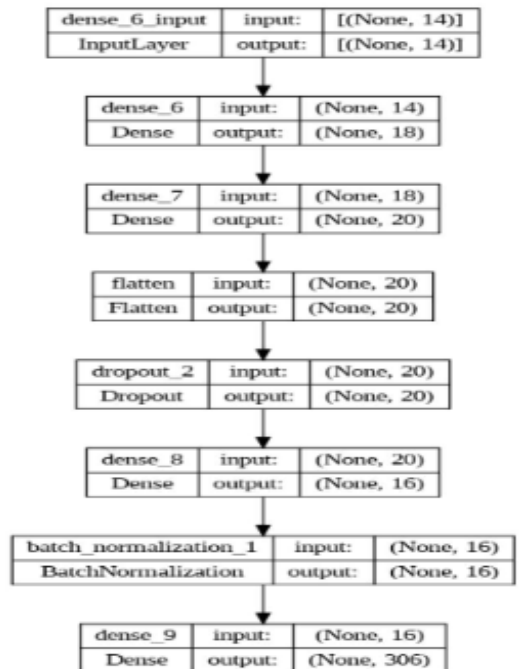 dense_6_input input: [(None, 14)]
InputLayer output: [(None, 14)]
dense_6 input: (None, 14)
Dense output: (None, 18)
dense_7 input: (None, 18)
Dense output: (None, 20)
flatten input: (None, 20)
Flatten output: (None, 20)
dropout_2 input: (None, 20)
Dropout output: (None, 20)
dense_8 input: (None, 20)
Dense output: (None, 16)
batch_normalization_1 input: (None, 16)
BatchNormalization output: (None, 16)
dense_9 input: (None, 16)
Dense output: (None, 306)